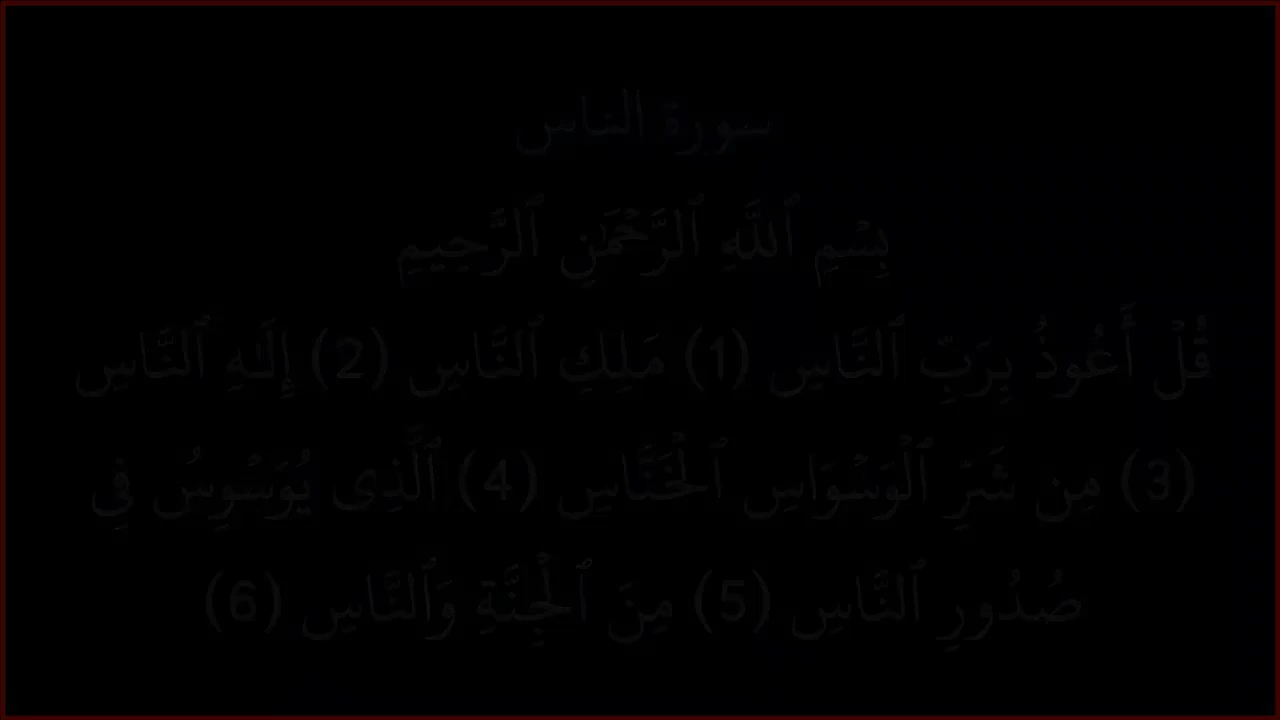 سورة الناس
بِسْمِ ٱللَّهِ ٱلرَّحْمَٰنِ ٱلرَّحِيمِ
قُلْ أَعُوذُ بِرَبِّ ٱلنَّاسِ (1) مَلِكِ ٱلنَّاسِ (2) إِلَٰهِ ٱلنَّاسِ
(3) مِن شَرِّ ٱلْوَسْوَاسِ ٱلْخَنَّاسِ (4) ٱلَّذِى يُوَسْوِسُ فِى
صُدُورِ ٱلنَّاسِ (5) مِنَ ٱلْجِنَّةِ وَٱلنَّاسِ (6)